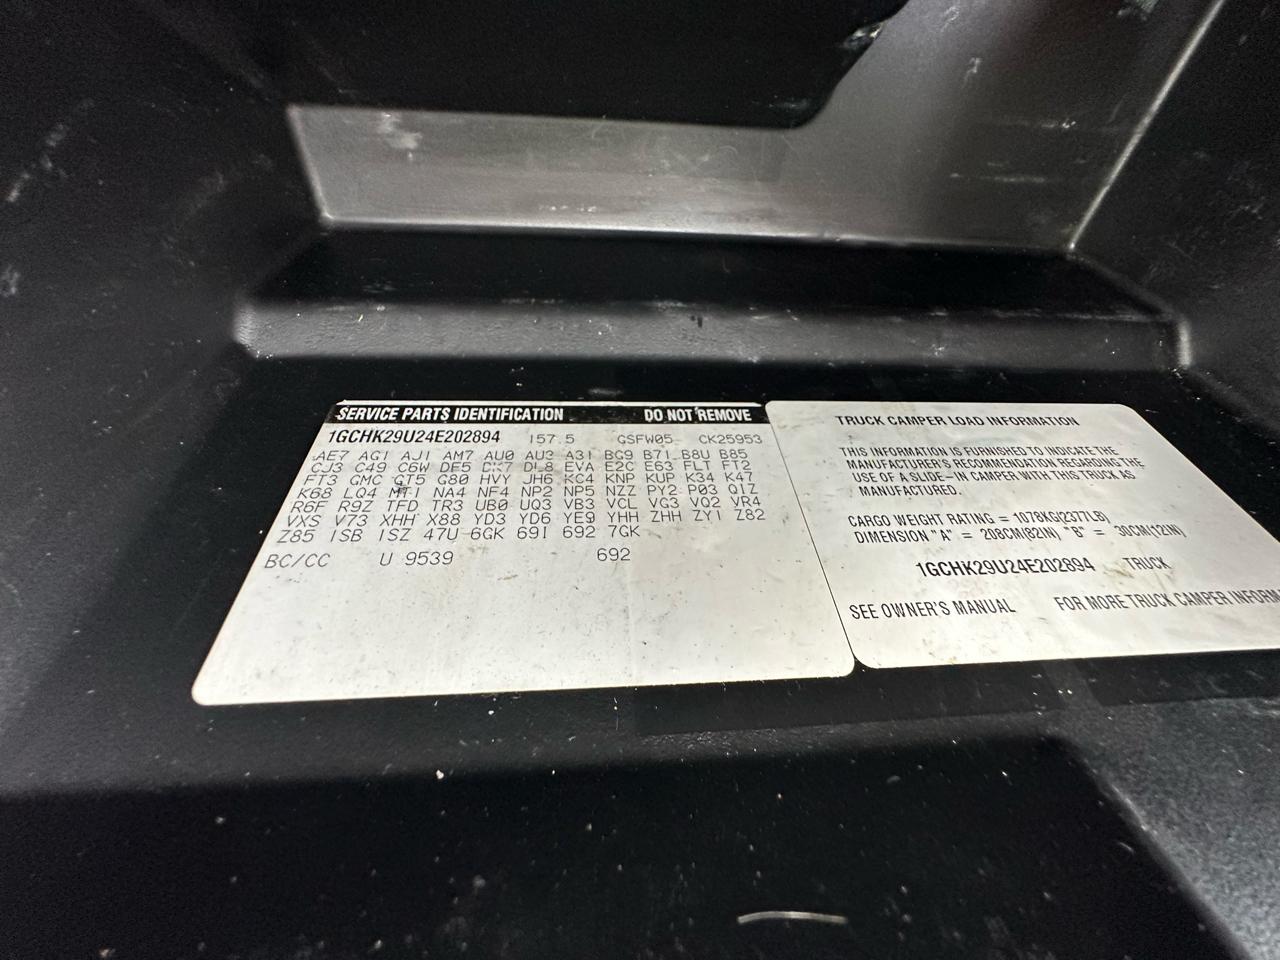 SERVICE PARTS IDENTIFICATION DO NOT REMOVE
1GCHK29U24E202894 157.5 GSFW05 CK25953
AE7 AG1 AJ1 AM7 AU0 AU3 A31 BC9 B71 B8U B85
CJ3 C49 C6W DE5 DK7 DL8 EVA E2C E63 FLT FT2
FT3 GMC GT5 G80 HVY JH6 KC4 KNP KUP K34 K47
K68 LQ4 MT1 NA4 NF4 NP2 NP5 NZZ PY2 P03 Q1Z
R6F R9Z TFD TR3 UB0 UQ3 VB3 VCL VG3 VQ2 VR4
VXS V73 XHH X88 YD3 YD6 YE9 YHH ZHH ZY1 Z82
Z85 1SB 1SZ 47U 6GK 691 692 7GK
BC/CC U 9539 692
TRUCK CAMPER LOAD INFORMATION
THIS INFORMATION IS FURNISHED TO INDICATE THE
MANUFACTURER'S RECOMMENDATION REGARDING THE
USE OF A SLIDE-IN CAMPER WITH THIS TRUCK AS
MANUFACTURED.
CARGO WEIGHT RATING = 1078KG(2377LB)
DIMENSION "A" = 208CM(82IN) "B" = 30CM(12IN)
1GCHK29U24E202894 TRUCK
SEE OWNER'S MANUAL FOR MORE TRUCK CAMPER INFORM